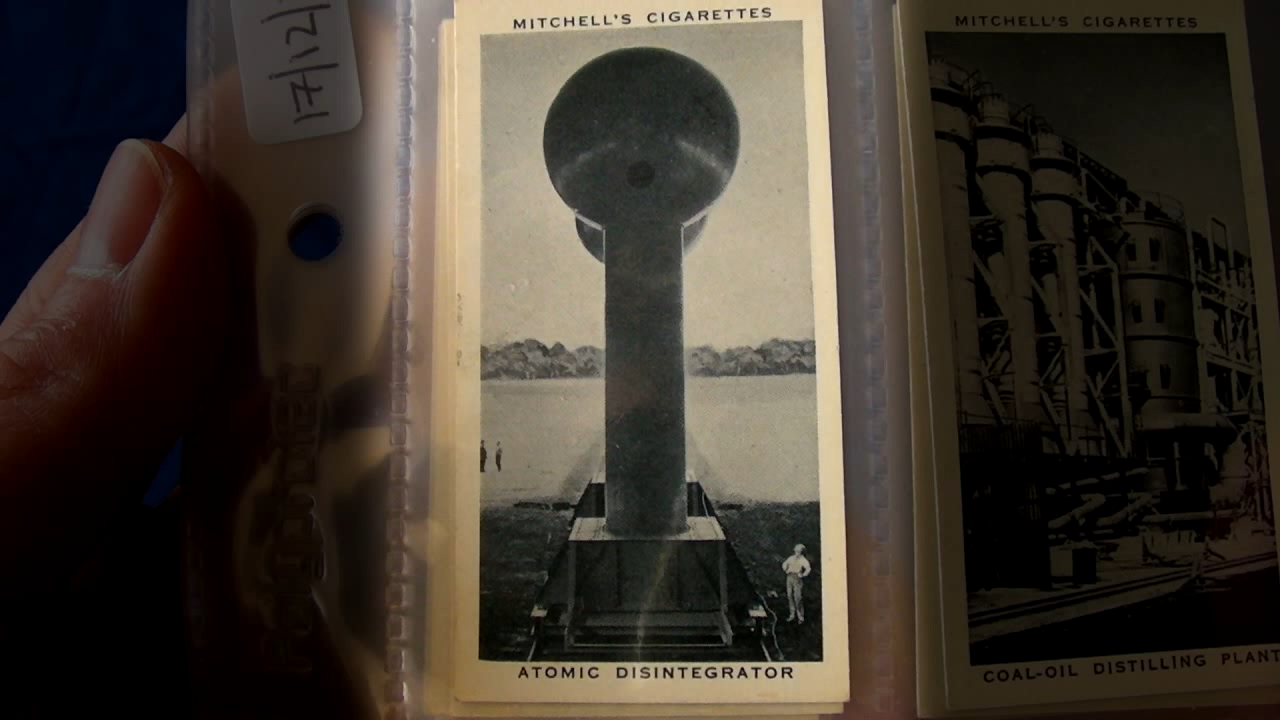 17/12/
MITCHELL'S CIGARETTES
ATOMIC DISINTEGRATOR
MITCHELL'S CIGARETTES
COAL-OIL DISTILLING PLANT